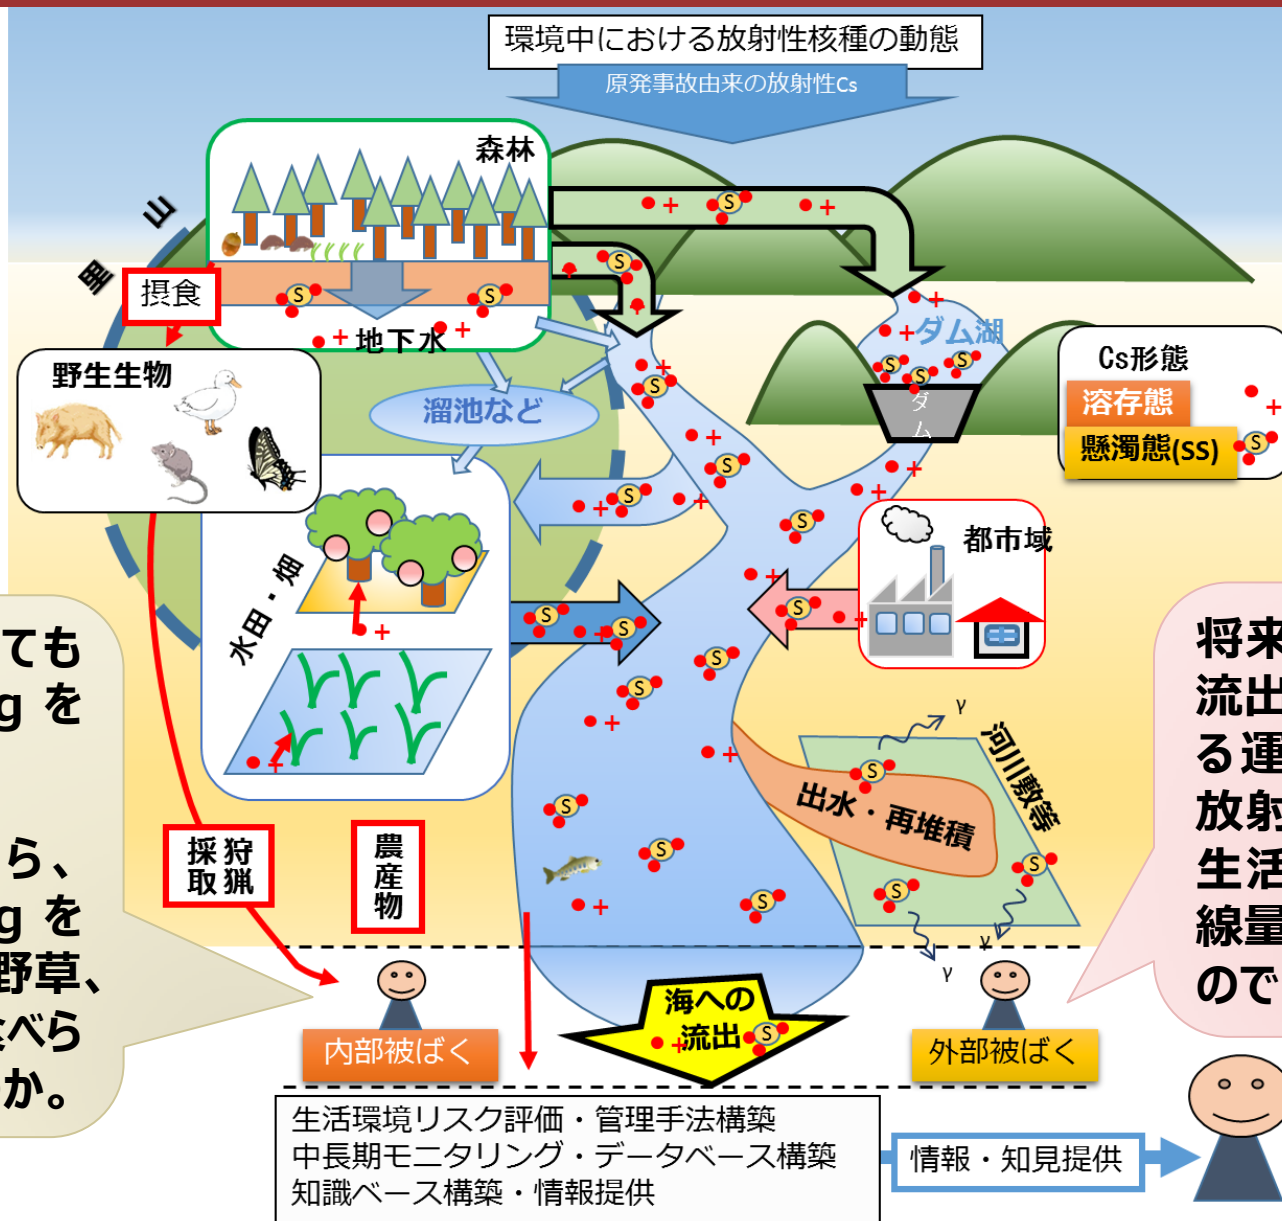 環境中における放射性核種の動態
原発事故由来の放射性Cs
森林
里山
摂食
地下水
ダム湖
ダム
野生生物
溜池など
Cs形態
溶存態
懸濁態(SS)
S
都市域
水田・畑
ても
g を
ら、
g を
野草、
べら
か。
将来
流出
る運
放射
生活
線量
ので
γ
河川敷等
出水・再堆積
γ
γ
採取
狩猟
農産物
海への
流出
内部被ばく
外部被ばく
生活環境リスク評価・管理手法構築
中長期モニタリング・データベース構築
知識ベース構築・情報提供
情報・知見提供